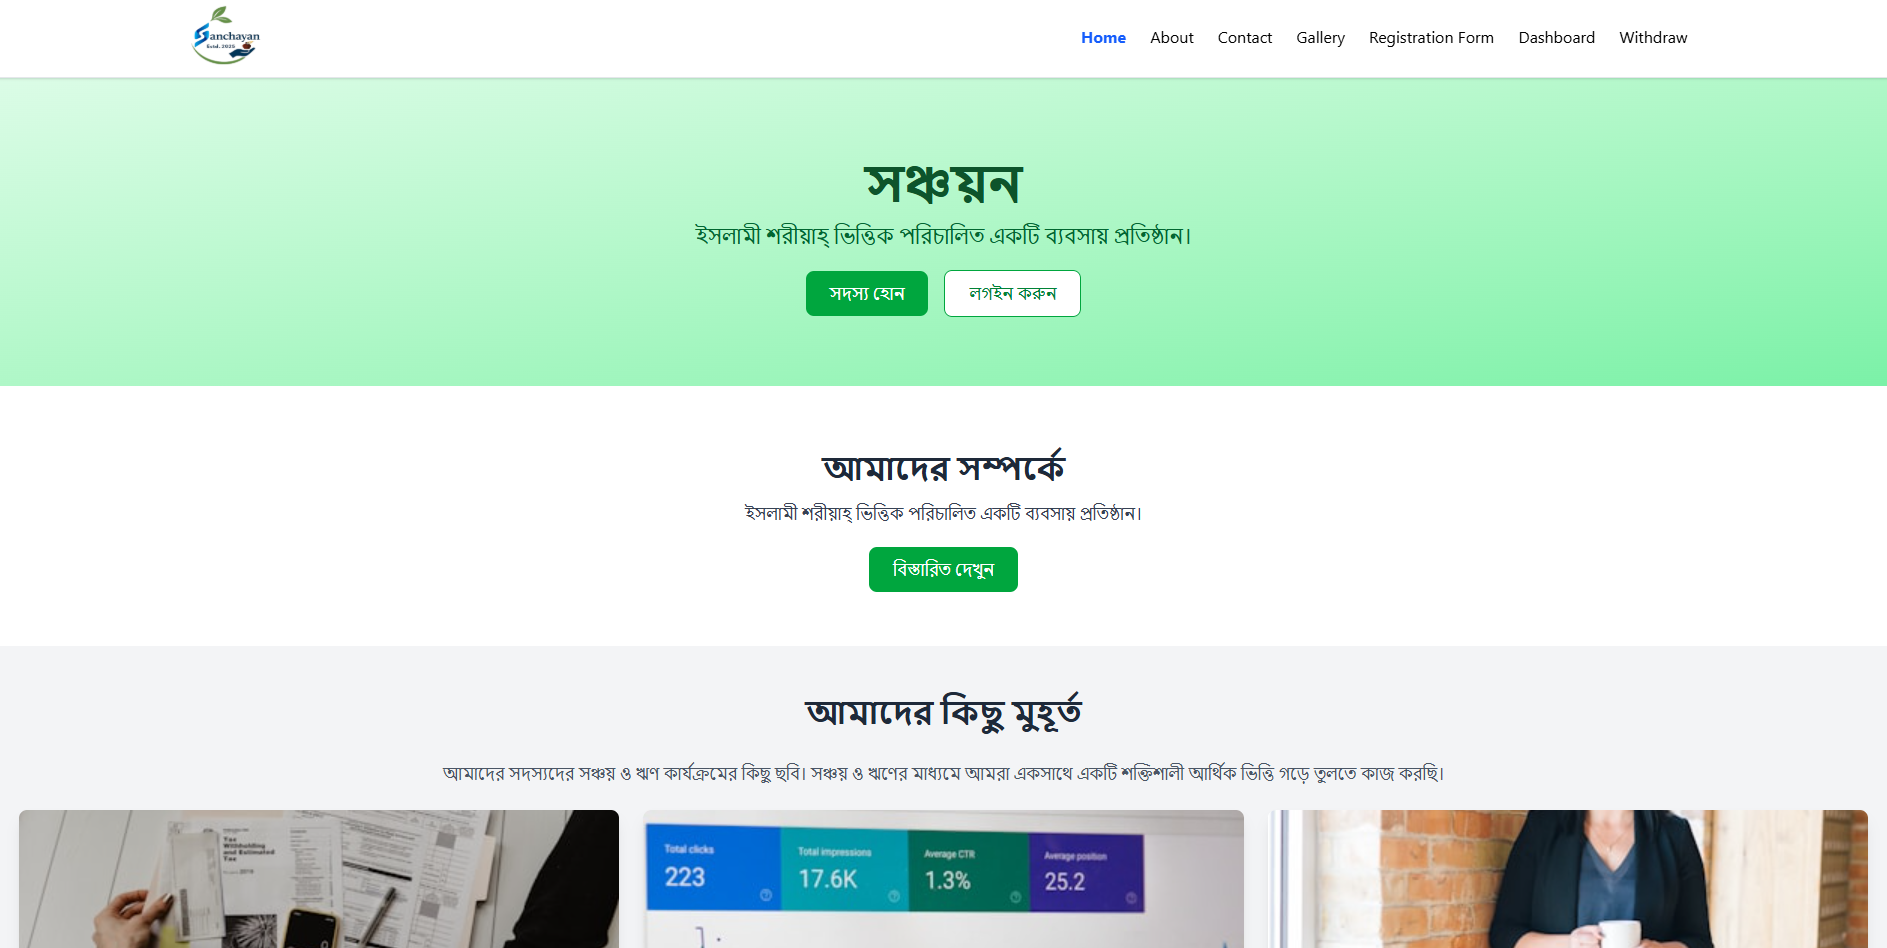 Sanchayan
Estd. 2025
Home About Contact Gallery Registration Form Dashboard Withdraw
সঞ্চয়ন
ইসলামী শরীয়াহ্ ভিত্তিক পরিচালিত একটি ব্যবসায় প্রতিষ্ঠান।
সদস্য হোন লগইন করুন
আমাদের সম্পর্কে
ইসলামী শরীয়াহ্ ভিত্তিক পরিচালিত একটি ব্যবসায় প্রতিষ্ঠান।
বিস্তারিত দেখুন
আমাদের কিছু মুহূর্ত
আমাদের সদস্যদের সঞ্চয় ও ঋণ কার্যক্রমের কিছু ছবি। সঞ্চয় ও ঋণের মাধ্যমে আমরা একসাথে একটি শক্তিশালী আর্থিক ভিত্তি গড়ে তুলতে কাজ করছি।
Tax
Withholding
and Estimated
Tax
Total clicks
223
Total impressions
17.6K
Average CTR
1.3%
Average position
25.2